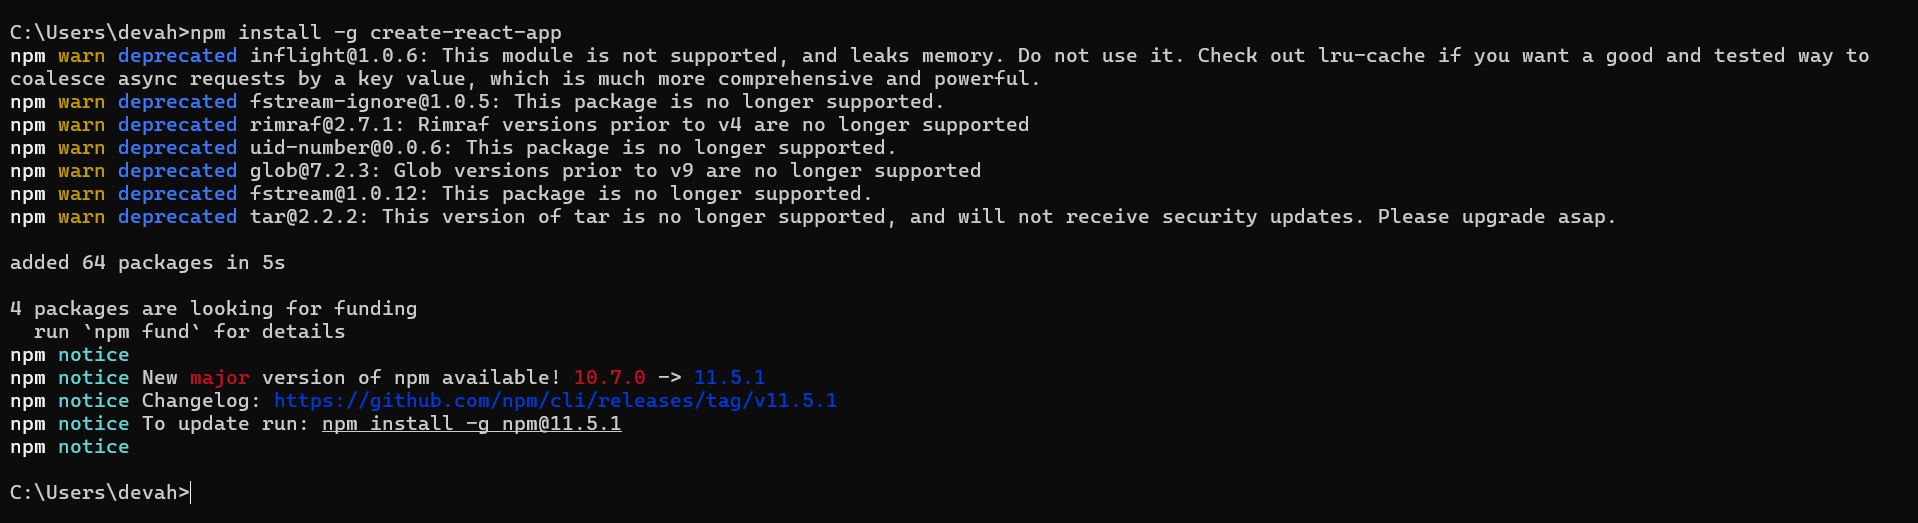 C:\Users\devah>npm install -g create-react-app
npm warn deprecated inflight@1.0.6: This module is not supported, and leaks memory. Do not use it. Check out lru-cache if you want a good and tested way to
coalesce async requests by a key value, which is much more comprehensive and powerful.
npm warn deprecated fstream-ignore@1.0.5: This package is no longer supported.
npm warn deprecated rimraf@2.7.1: Rimraf versions prior to v4 are no longer supported
npm warn deprecated uid-number@0.0.6: This package is no longer supported.
npm warn deprecated glob@7.2.3: Glob versions prior to v9 are no longer supported
npm warn deprecated fstream@1.0.12: This package is no longer supported.
npm warn deprecated tar@2.2.2: This version of tar is no longer supported, and will not receive security updates. Please upgrade asap.

added 64 packages in 5s

4 packages are looking for funding
  run `npm fund` for details
npm notice
npm notice New major version of npm available! 10.7.0 -> 11.5.1
npm notice Changelog: https://github.com/npm/cli/releases/tag/v11.5.1
npm notice To update run: npm install -g npm@11.5.1
npm notice

C:\Users\devah>